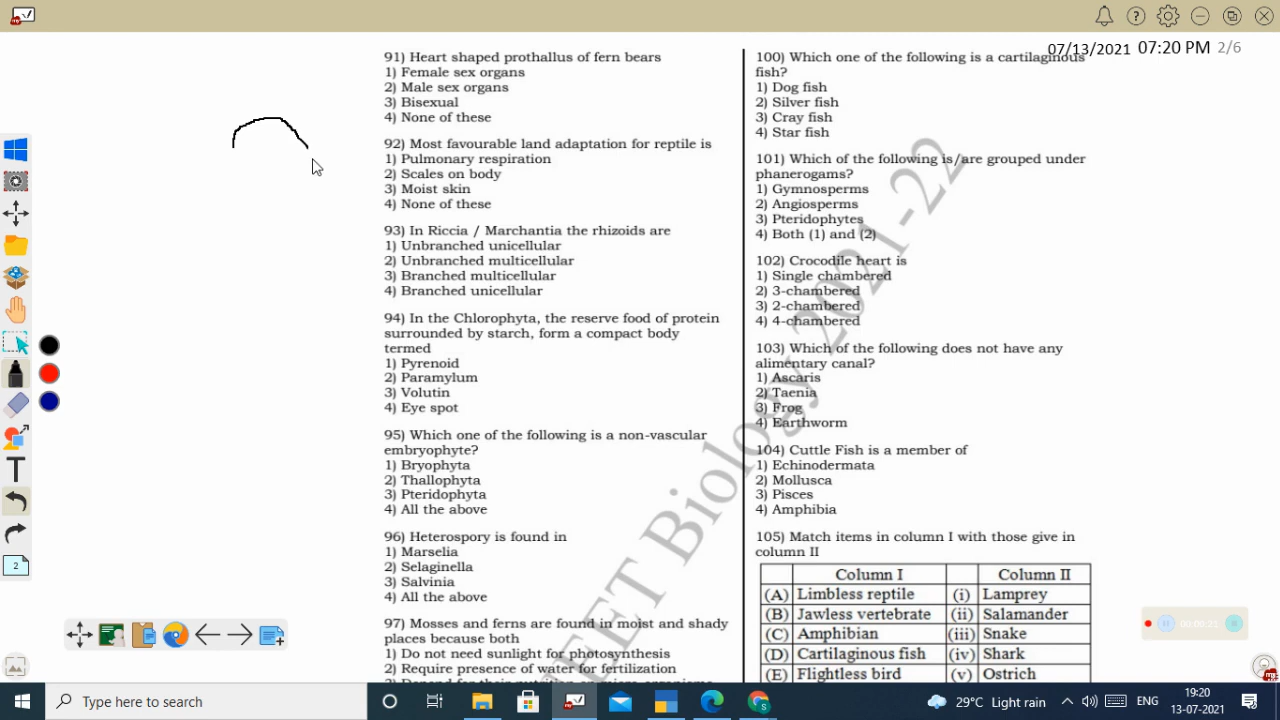 07/13/2021 07:20 PM 2/6
91) Heart shaped prothallus of fern bears
1) Female sex organs
2) Male sex organs
3) Bisexual
4) None of these
92) Most favourable land adaptation for reptile is
1) Pulmonary respiration
2) Scales on body
3) Moist skin
4) None of these
93) In Riccia / Marchantia the rhizoids are
1) Unbranched unicellular
2) Unbranched multicellular
3) Branched multicellular
4) Branched unicellular
94) In the Chlorophyta, the reserve food of protein
surrounded by starch, form a compact body
termed
1) Pyrenoid
2) Paramylum
3) Volutin
4) Eye spot
95) Which one of the following is a non-vascular
embryophyte?
1) Bryophyta
2) Thallophyta
3) Pteridophyta
4) All the above
96) Heterospory is found in
1) Marselia
2) Selaginella
3) Salvinia
4) All the above
97) Mosses and ferns are found in moist and shady
places because both
1) Do not need sunlight for photosynthesis
2) Require presence of water for fertilization
100) Which one of the following is a cartilaginous
fish?
1) Dog fish
2) Silver fish
3) Cray fish
4) Star fish
101) Which of the following is/are grouped under
phanerogams?
1) Gymnosperms
2) Angiosperms
3) Pteridophytes
4) Both (1) and (2)
102) Crocodile heart is
1) Single chambered
2) 3-chambered
3) 2-chambered
4) 4-chambered
103) Which of the following does not have any
alimentary canal?
1) Ascaris
2) Taenia
3) Frog
4) Earthworm
104) Cuttle Fish is a member of
1) Echinodermata
2) Mollusca
3) Pisces
4) Amphibia
105) Match items in column I with those give in
column II
Column I Column II
(A) Limbless reptile (i) Lamprey
(B) Jawless vertebrate (ii) Salamander
(C) Amphibian (iii) Snake
(D) Cartilaginous fish (iv) Shark
(E) Flightless bird (v) Ostrich
EET Biology 2021-22
2
Type here to search
29°C Light rain
ENG
19:20
13-07-2021